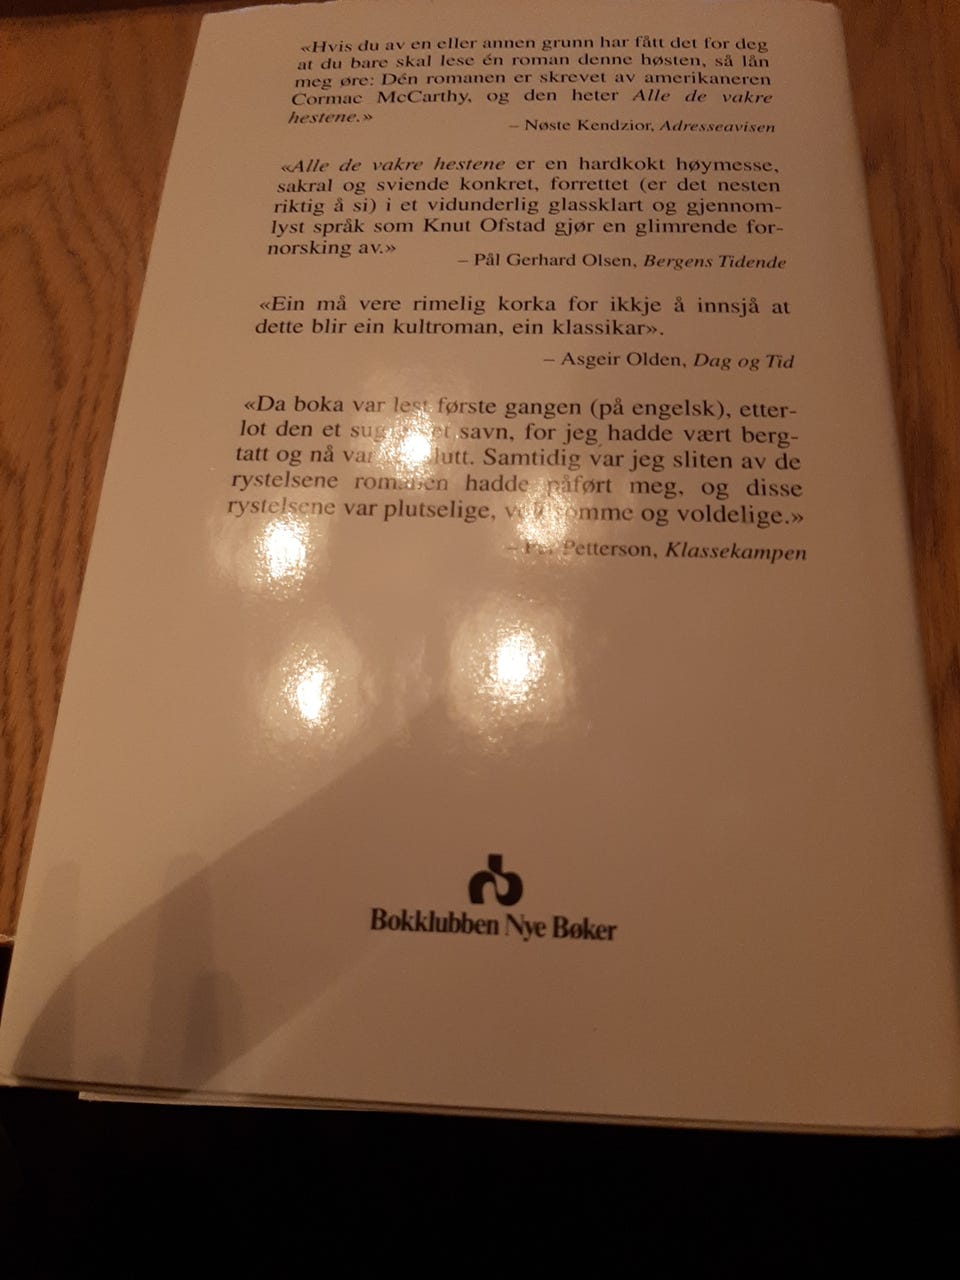 «Hvis du av en eller annen grunn har fått det for deg
at du bare skal lese én roman denne høsten, så lån
meg øre: Dén romanen er skrevet av amerikaneren
Cormac McCarthy, og den heter Alle de vakre
hestene.»
– Nøste Kendzior, Adresseavisen
«Alle de vakre hestene er en hardkokt høymesse,
sakral og sviende konkret, forrettet (er det nesten
riktig å si) i et vidunderlig glassklart og gjennom-
lyst språk som Knut Ofstad gjør en glimrende for-
norsking av.»
– Pål Gerhard Olsen, Bergens Tidende
«Ein må vere rimelig korka for ikkje å innsjå at
dette blir ein kultroman, ein klassikar».
– Asgeir Olden, Dag og Tid
«Da boka var lest første gangen (på engelsk), etter-
lot den et savn, for jeg hadde vært berg-
tatt og nå var slutt. Samtidig var jeg sliten av de
rystelsene romanen hadde påført meg, og disse
rystelsene var plutselige, voldsomme og voldelige.»
– Per Petterson, Klassekampen
Bokklubben Nye Bøker